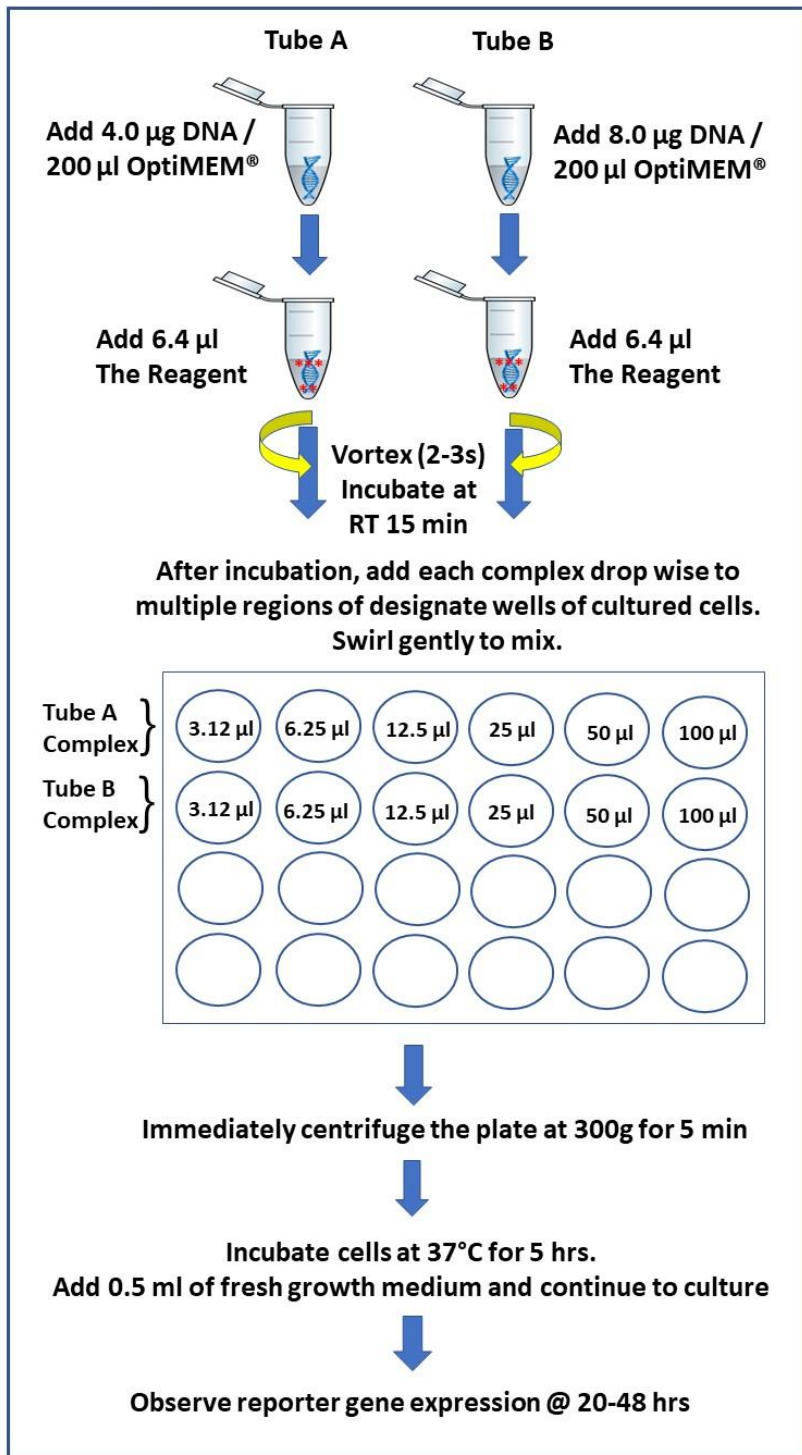 Tube A
Tube B
Add 4.0 µg DNA /
200 µl OptiMEM®
Add 8.0 µg DNA /
200 µl OptiMEM®
Add 6.4 µl
The Reagent
Add 6.4 µl
The Reagent
Vortex (2-3s)
Incubate at
RT 15 min
After incubation, add each complex drop wise to
multiple regions of designate wells of cultured cells.
Swirl gently to mix.
Tube A
Complex
3.12 µl 6.25 µl 12.5 µl 25 µl 50 µl 100 µl
Tube B
Complex
3.12 µl 6.25 µl 12.5 µl 25 µl 50 µl 100 µl
Immediately centrifuge the plate at 300g for 5 min
Incubate cells at 37°C for 5 hrs.
Add 0.5 ml of fresh growth medium and continue to culture
Observe reporter gene expression @ 20-48 hrs